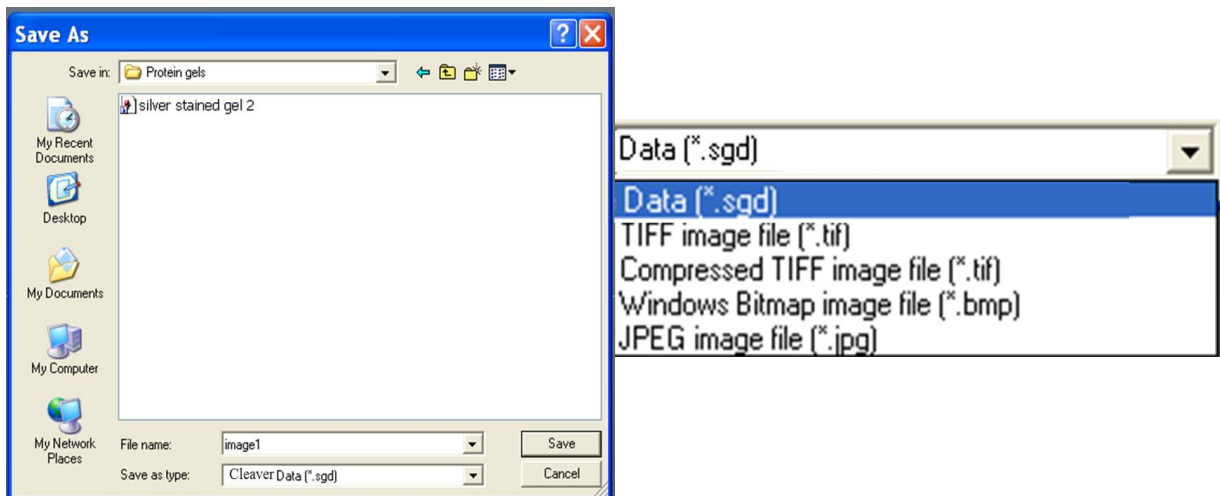 Save As
Save in: Protein gels
silver stained gel 2
My Recent
Documents
Desktop
My Documents
My Computer
My Network
Places
File name: image1 Save
Save as type: Cleaver Data (*.sgd) Cancel
Data (*.sgd)
Data (*.sgd)
TIFF image file (*.tif)
Compressed TIFF image file (*.tif)
Windows Bitmap image file (*.bmp)
JPEG image file (*.jpg)